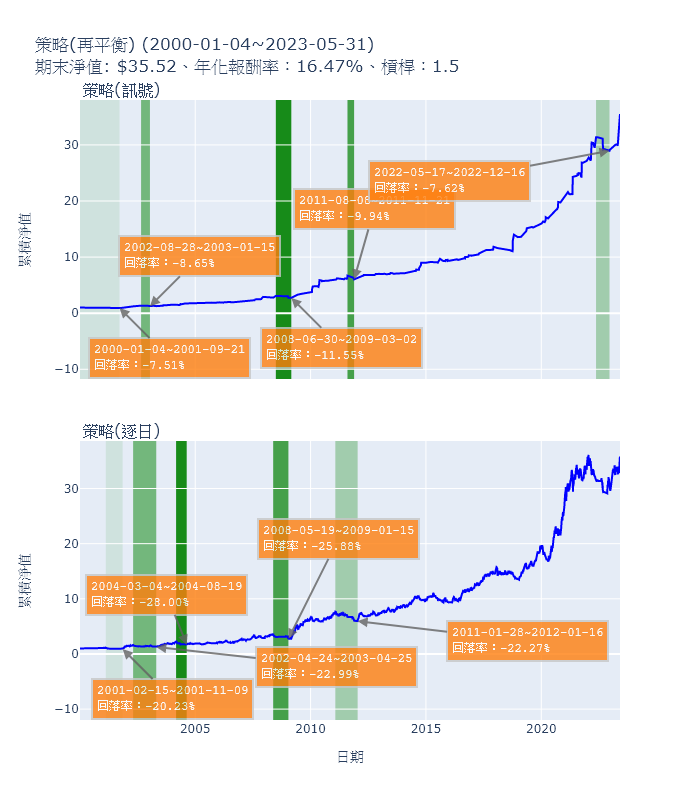 策略(再平衡) (2000-01-04~2023-05-31)
期末淨值: $35.52、年化報酬率：16.47%、槓桿：1.5
策略(訊號)
累積淨值
30
20
10
0
−10
2022-05-17~2022-12-16
回落率：-7.62%
2011-08-08~2011-11-21
回落率：-9.94%
2002-08-28~2003-01-15
回落率：-8.65%
2008-06-30~2009-03-02
回落率：-11.55%
2000-01-04~2001-09-21
回落率：-7.51%
策略(逐日)
累積淨值
30
20
10
0
−10
2008-05-19~2009-01-15
回落率：-25.88%
2004-03-04~2004-08-19
回落率：-28.00%
2011-01-28~2012-01-16
回落率：-22.27%
2002-04-24~2003-04-25
回落率：-22.99%
2001-02-15~2001-11-09
回落率：-20.23%
2005
2010
2015
2020
日期